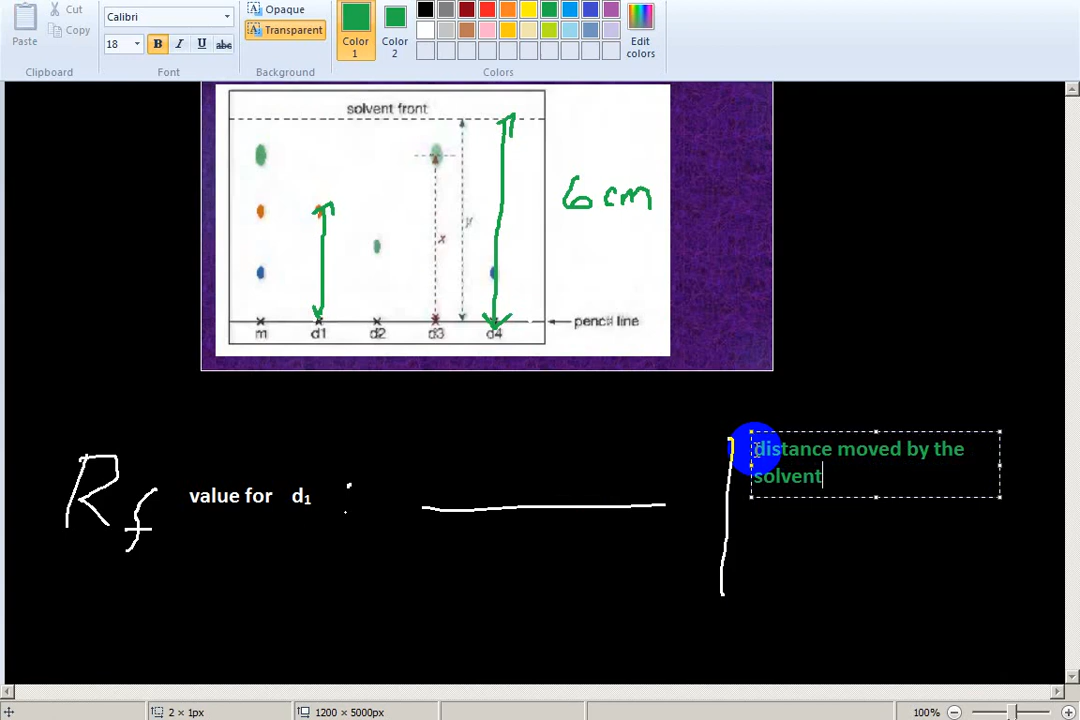 Cut
Copy
Paste
Clipboard
Calibri
18
B I U abc
Font
Opaque
Transparent
Background
Color 1
Color 2
Edit colors
Colors
solvent front
6 cm
x
y
pencil line
m d1 d2 d3 d4
distance moved by the
solvent
Rf value for d₁ :
2 × 1px
1200 × 5000px
100%